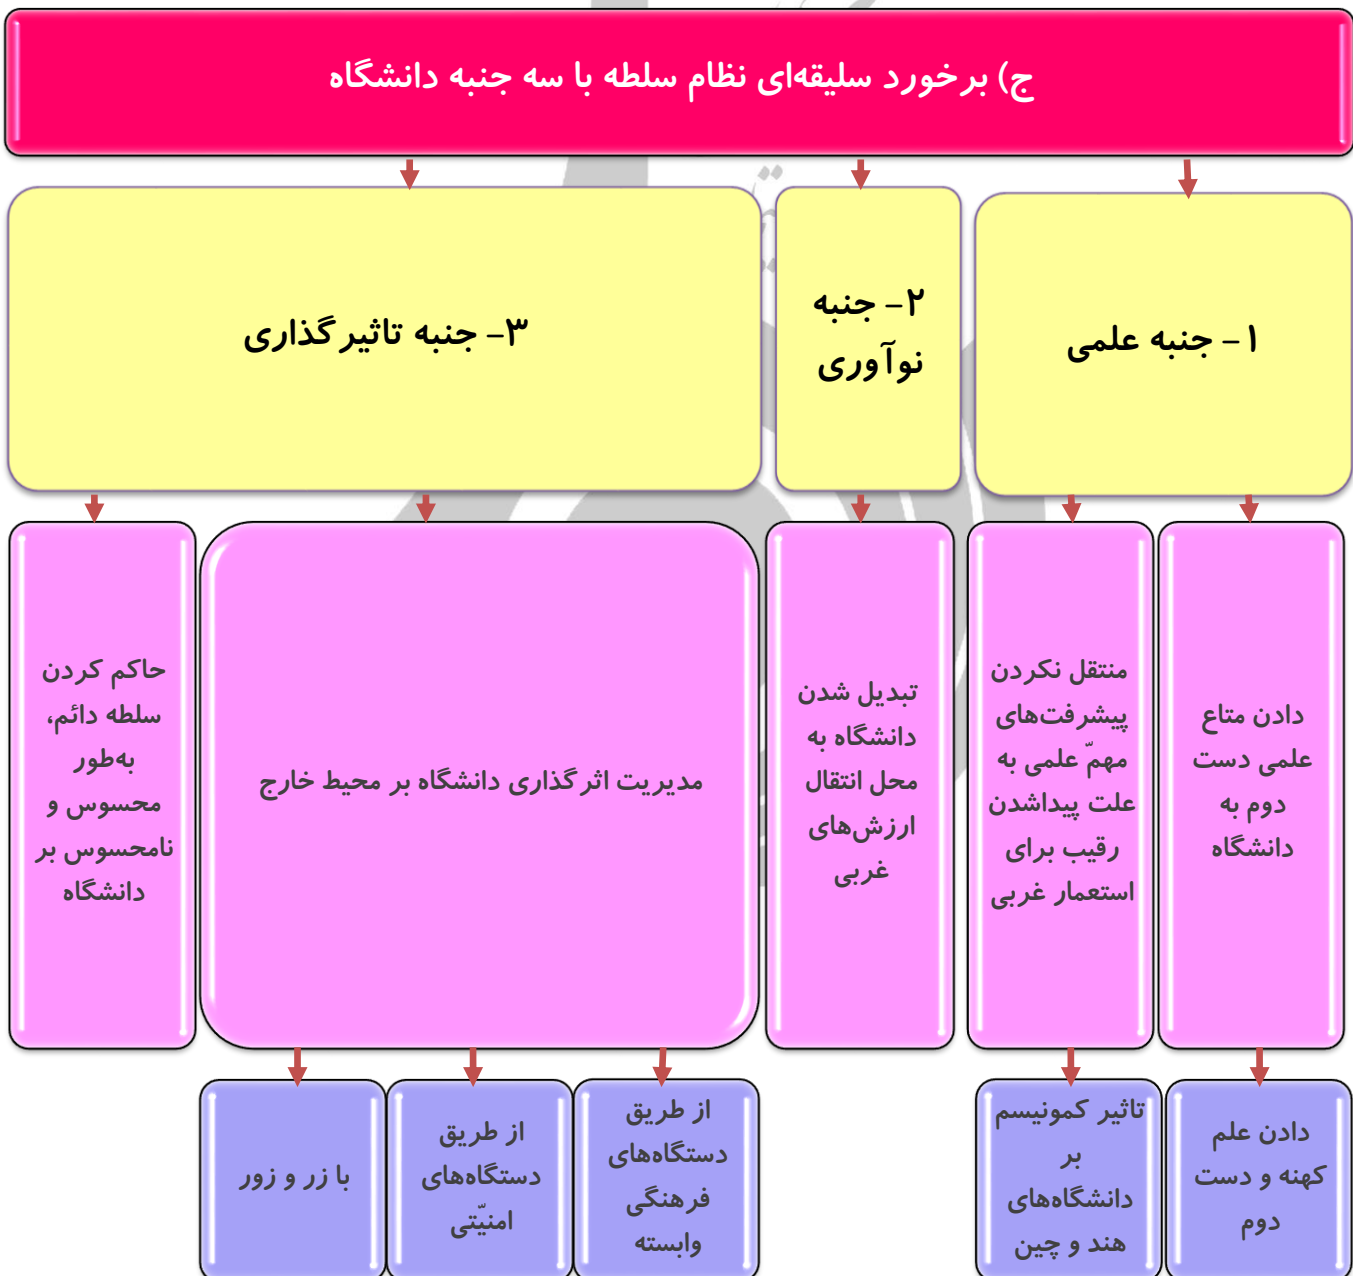 ج) برخورد سلیقه‌ای نظام سلطه با سه جنبه دانشگاه
۱- جنبه علمی
۲- جنبه
نوآوری
۳- جنبه تاثیرگذاری
دادن متاع
علمی دست
دوم به
دانشگاه
منتقل نکردن
پیشرفت‌های
مهمّ علمی به
علت پیداشدن
رقیب برای
استعمار غربی
تبدیل شدن
دانشگاه به
محل انتقال
ارزش‌های
غربی
مدیریت اثرگذاری دانشگاه بر محیط خارج
حاکم کردن
سلطه دائم،
به‌طور
محسوس و
نامحسوس بر
دانشگاه
دادن علم
کهنه و دست
دوم
تاثیر کمونیسم
بر
دانشگاه‌های
هند و چین
از طریق
دستگاه‌های
فرهنگی
وابسته
از طریق
دستگاه‌های
امنیّتی
با زر و زور